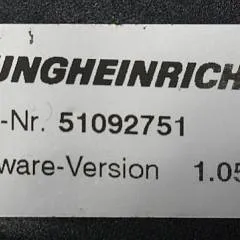 UNGHEINRICH
-Nr. 51092751
ware-Version 1.05